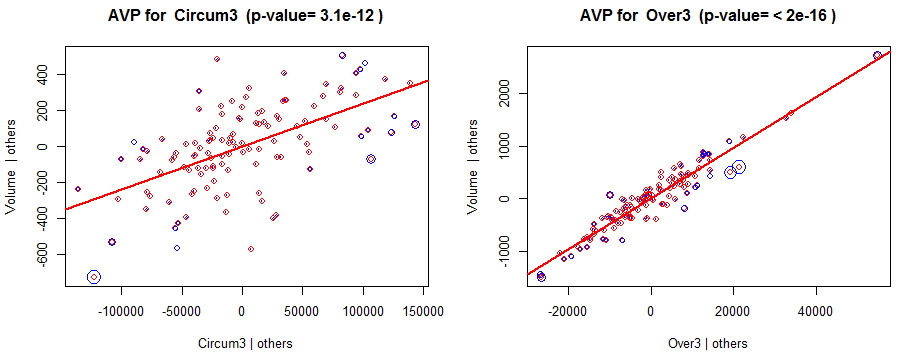 AVP for Circum3 (p-value= 3.1e-12 )
Volume | others
400
200
0
-200
-400
-600
-100000 -50000 0 50000 100000 150000
Circum3 | others
AVP for Over3 (p-value= < 2e-16 )
Volume | others
2000
1000
0
-1000
-20000 0 20000 40000
Over3 | others